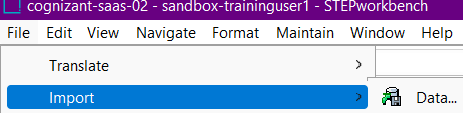 cognizant-saas-02 - sandbox-traininguser1 - STEPworkbench
File Edit View Navigate Format Maintain Window Help
Translate >
Import > Data...